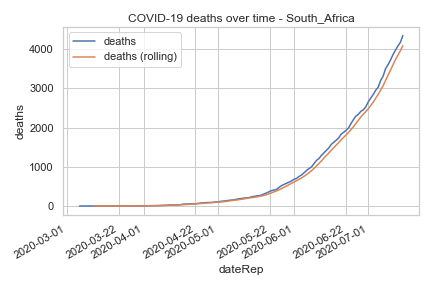 COVID-19 deaths over time - South_Africa
deaths
deaths (rolling)
4000
3000
2000
1000
0
deaths
2020-03-01
2020-03-22
2020-04-01
2020-04-22
2020-05-01
2020-05-22
2020-06-01
2020-06-22
2020-07-01
dateRep